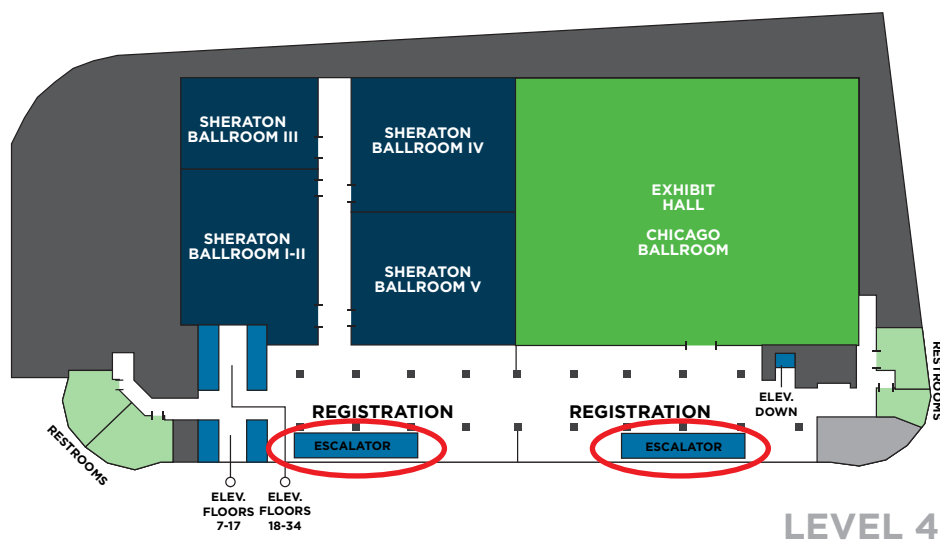 SHERATON
BALLROOM III
SHERATON
BALLROOM IV
EXHIBIT
HALL
CHICAGO
BALLROOM
SHERATON
BALLROOM I-II
SHERATON
BALLROOM V
RESTROOMS
ELEV.
DOWN
REGISTRATION
REGISTRATION
ESCALATOR
ESCALATOR
RESTROOMS
ELEV.
FLOORS
7-17
ELEV.
FLOORS
18-34
LEVEL 4